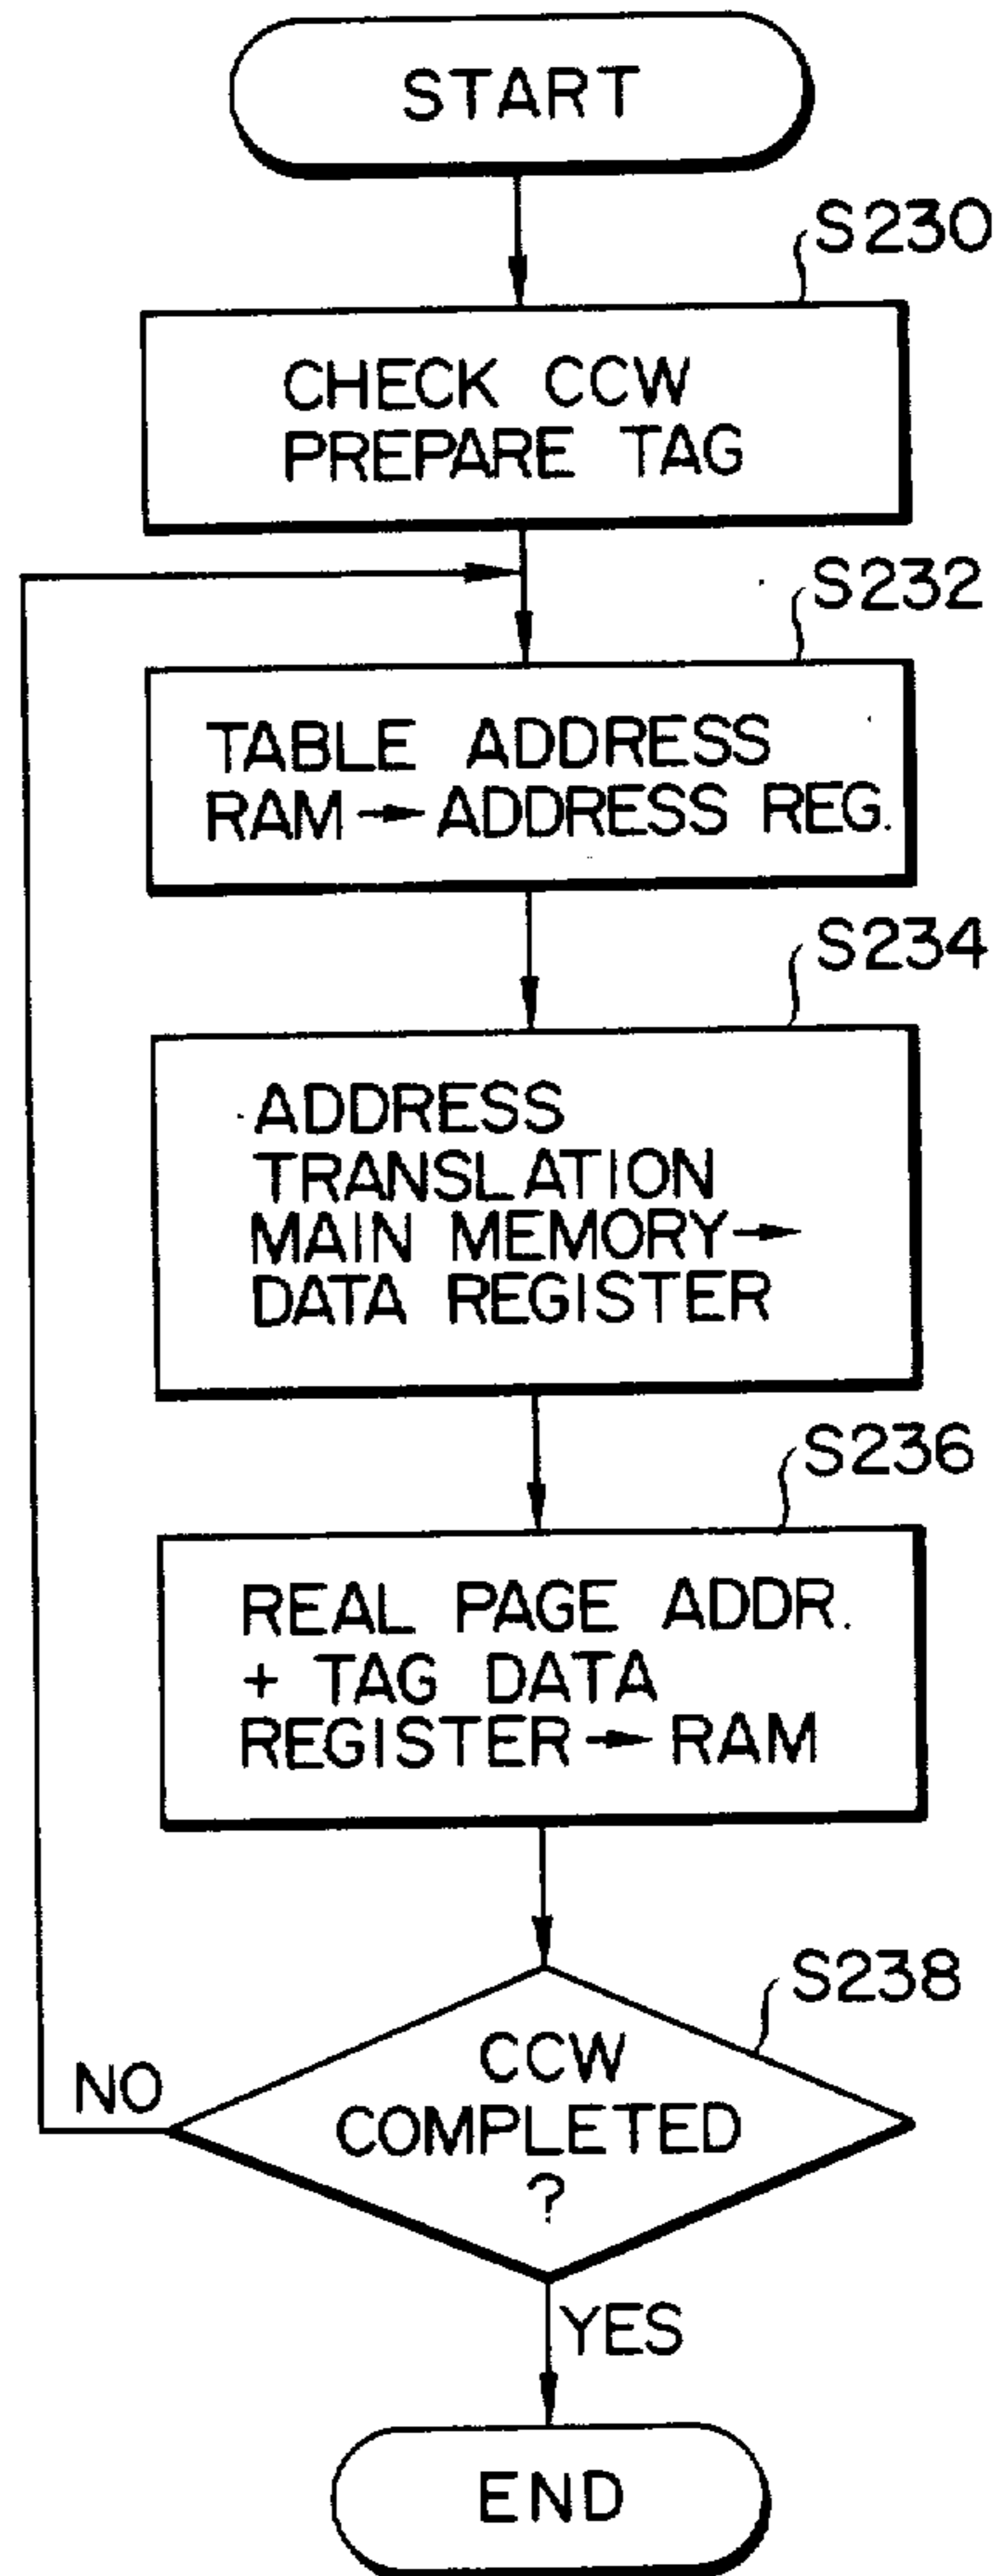 START
S230
CHECK CCW
PREPARE TAG
S232
TABLE ADDRESS
RAM → ADDRESS REG.
S234
ADDRESS
TRANSLATION
MAIN MEMORY →
DATA REGISTER
S236
REAL PAGE ADDR.
+ TAG DATA
REGISTER → RAM
S238
CCW
COMPLETED
?
NO
YES
END